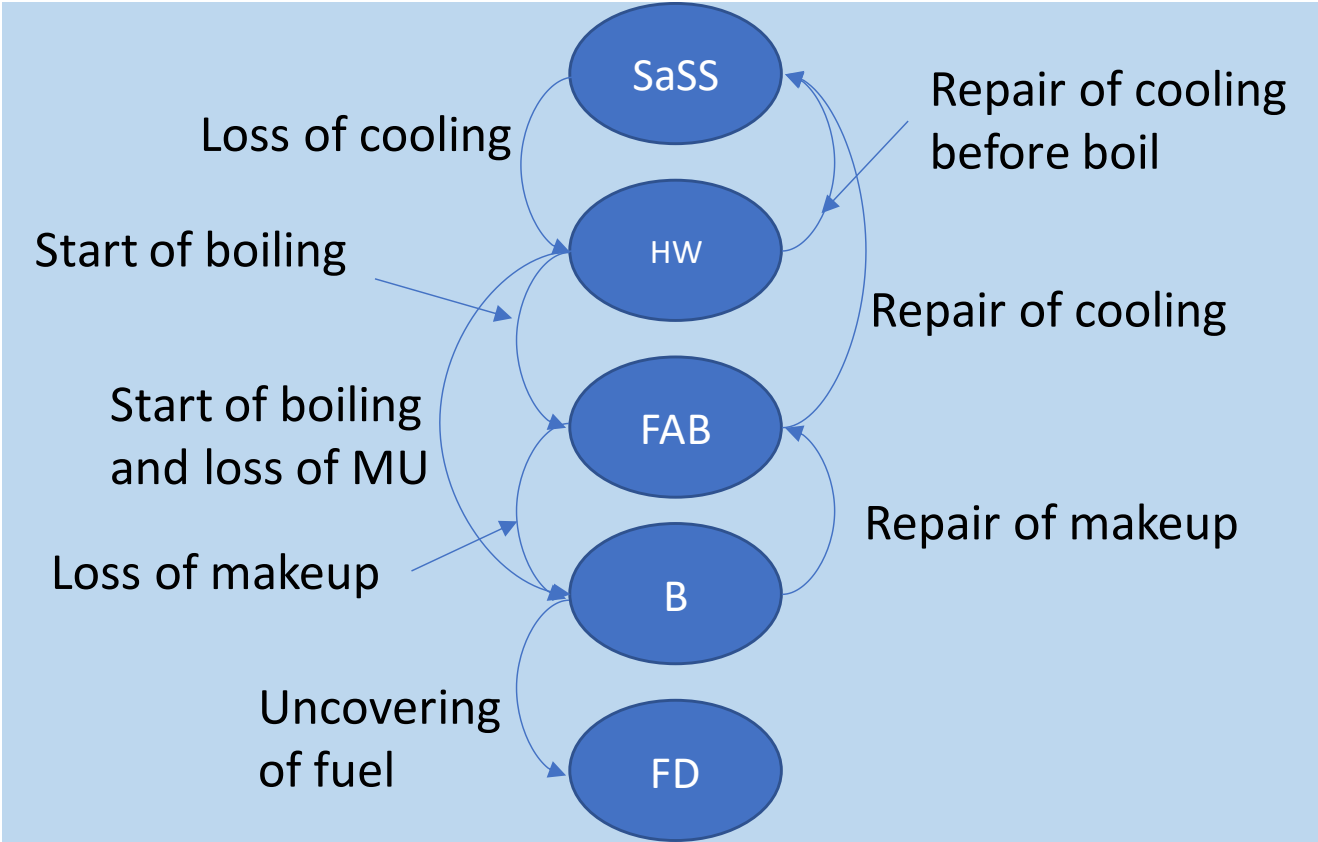 SaSS
Loss of cooling
Repair of cooling
before boil
Start of boiling
HW
Repair of cooling
Start of boiling
and loss of MU
FAB
Repair of makeup
Loss of makeup
B
Uncovering
of fuel
FD